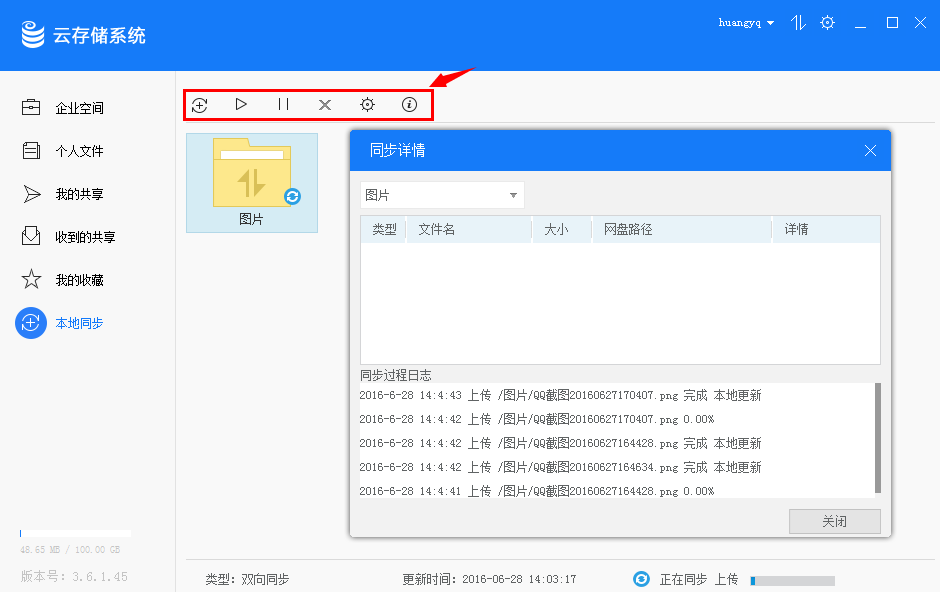 云存储系统
huangyq
企业空间
个人文件
我的共享
收到的共享
我的收藏
本地同步
图片
同步详情
图片
类型 文件名 大小 网盘路径 详情
同步过程日志
2016-6-28 14:4:43 上传 /图片/QQ截图20160627170407.png 完成 本地更新
2016-6-28 14:4:42 上传 /图片/QQ截图20160627170407.png 0.00%
2016-6-28 14:4:42 上传 /图片/QQ截图20160627164428.png 完成 本地更新
2016-6-28 14:4:42 上传 /图片/QQ截图20160627164634.png 完成 本地更新
2016-6-28 14:4:41 上传 /图片/QQ截图20160627164428.png 0.00%
关闭
48.65 MB / 100.00 GB
版本号：3.6.1.45
类型：双向同步 更新时间：2016-06-28 14:03:17 正在同步 上传